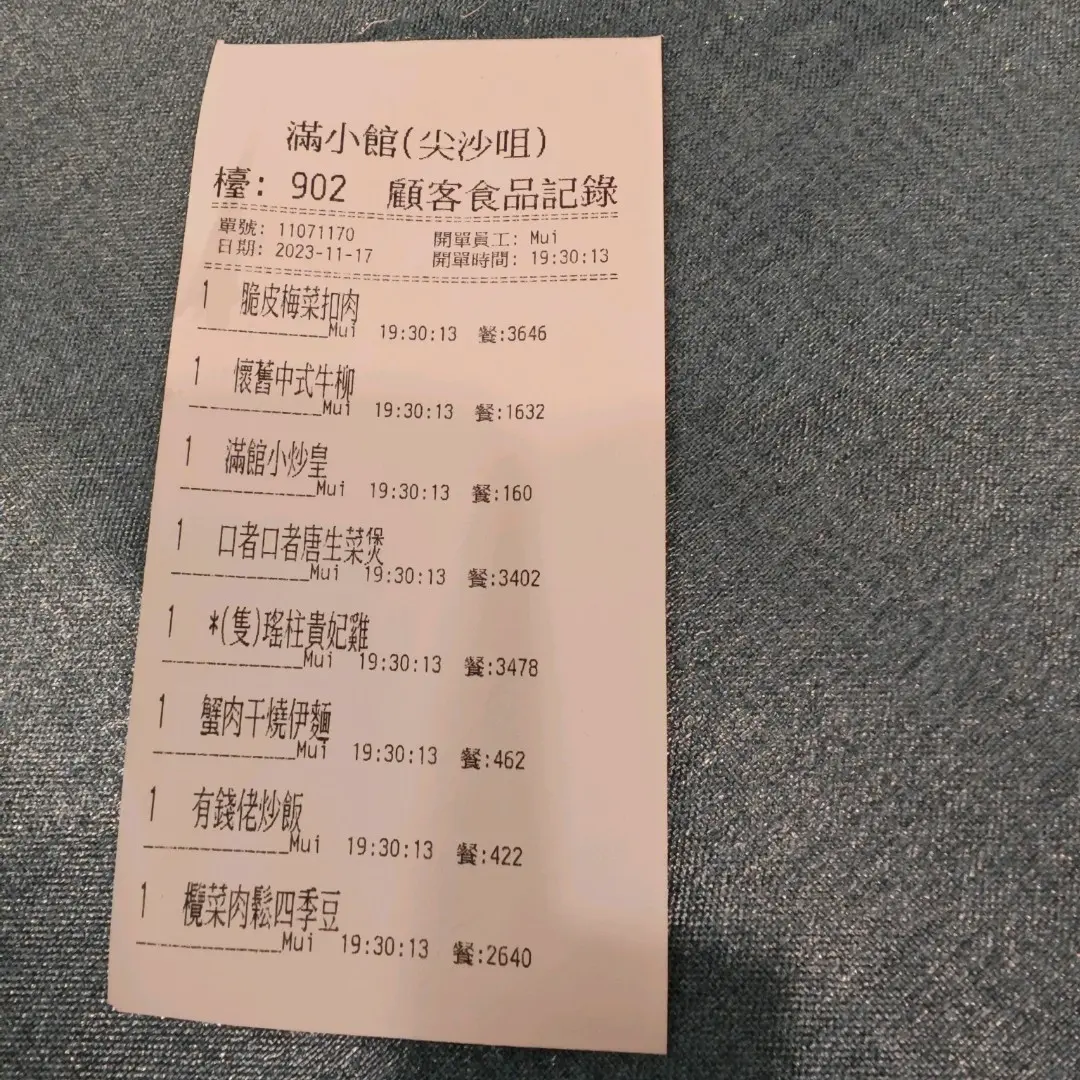 滿小館(尖沙咀)
檯: 902 顧客食品記錄
單號: 11071170 開單員工: Mui
日期: 2023-11-17 開單時間: 19:30:13
1 脆皮梅菜扣肉
Mui 19:30:13 餐:3646
1 懷舊中式牛柳
Mui 19:30:13 餐:1632
1 滿館小炒皇
Mui 19:30:13 餐:160
1 口者口者唐生菜煲
Mui 19:30:13 餐:3402
1 *(隻)瑤柱貴妃雞
Mui 19:30:13 餐:3478
1 蟹肉干燒伊麵
Mui 19:30:13 餐:462
1 有錢佬炒飯
Mui 19:30:13 餐:422
1 欖菜肉鬆四季豆
Mui 19:30:13 餐:2640